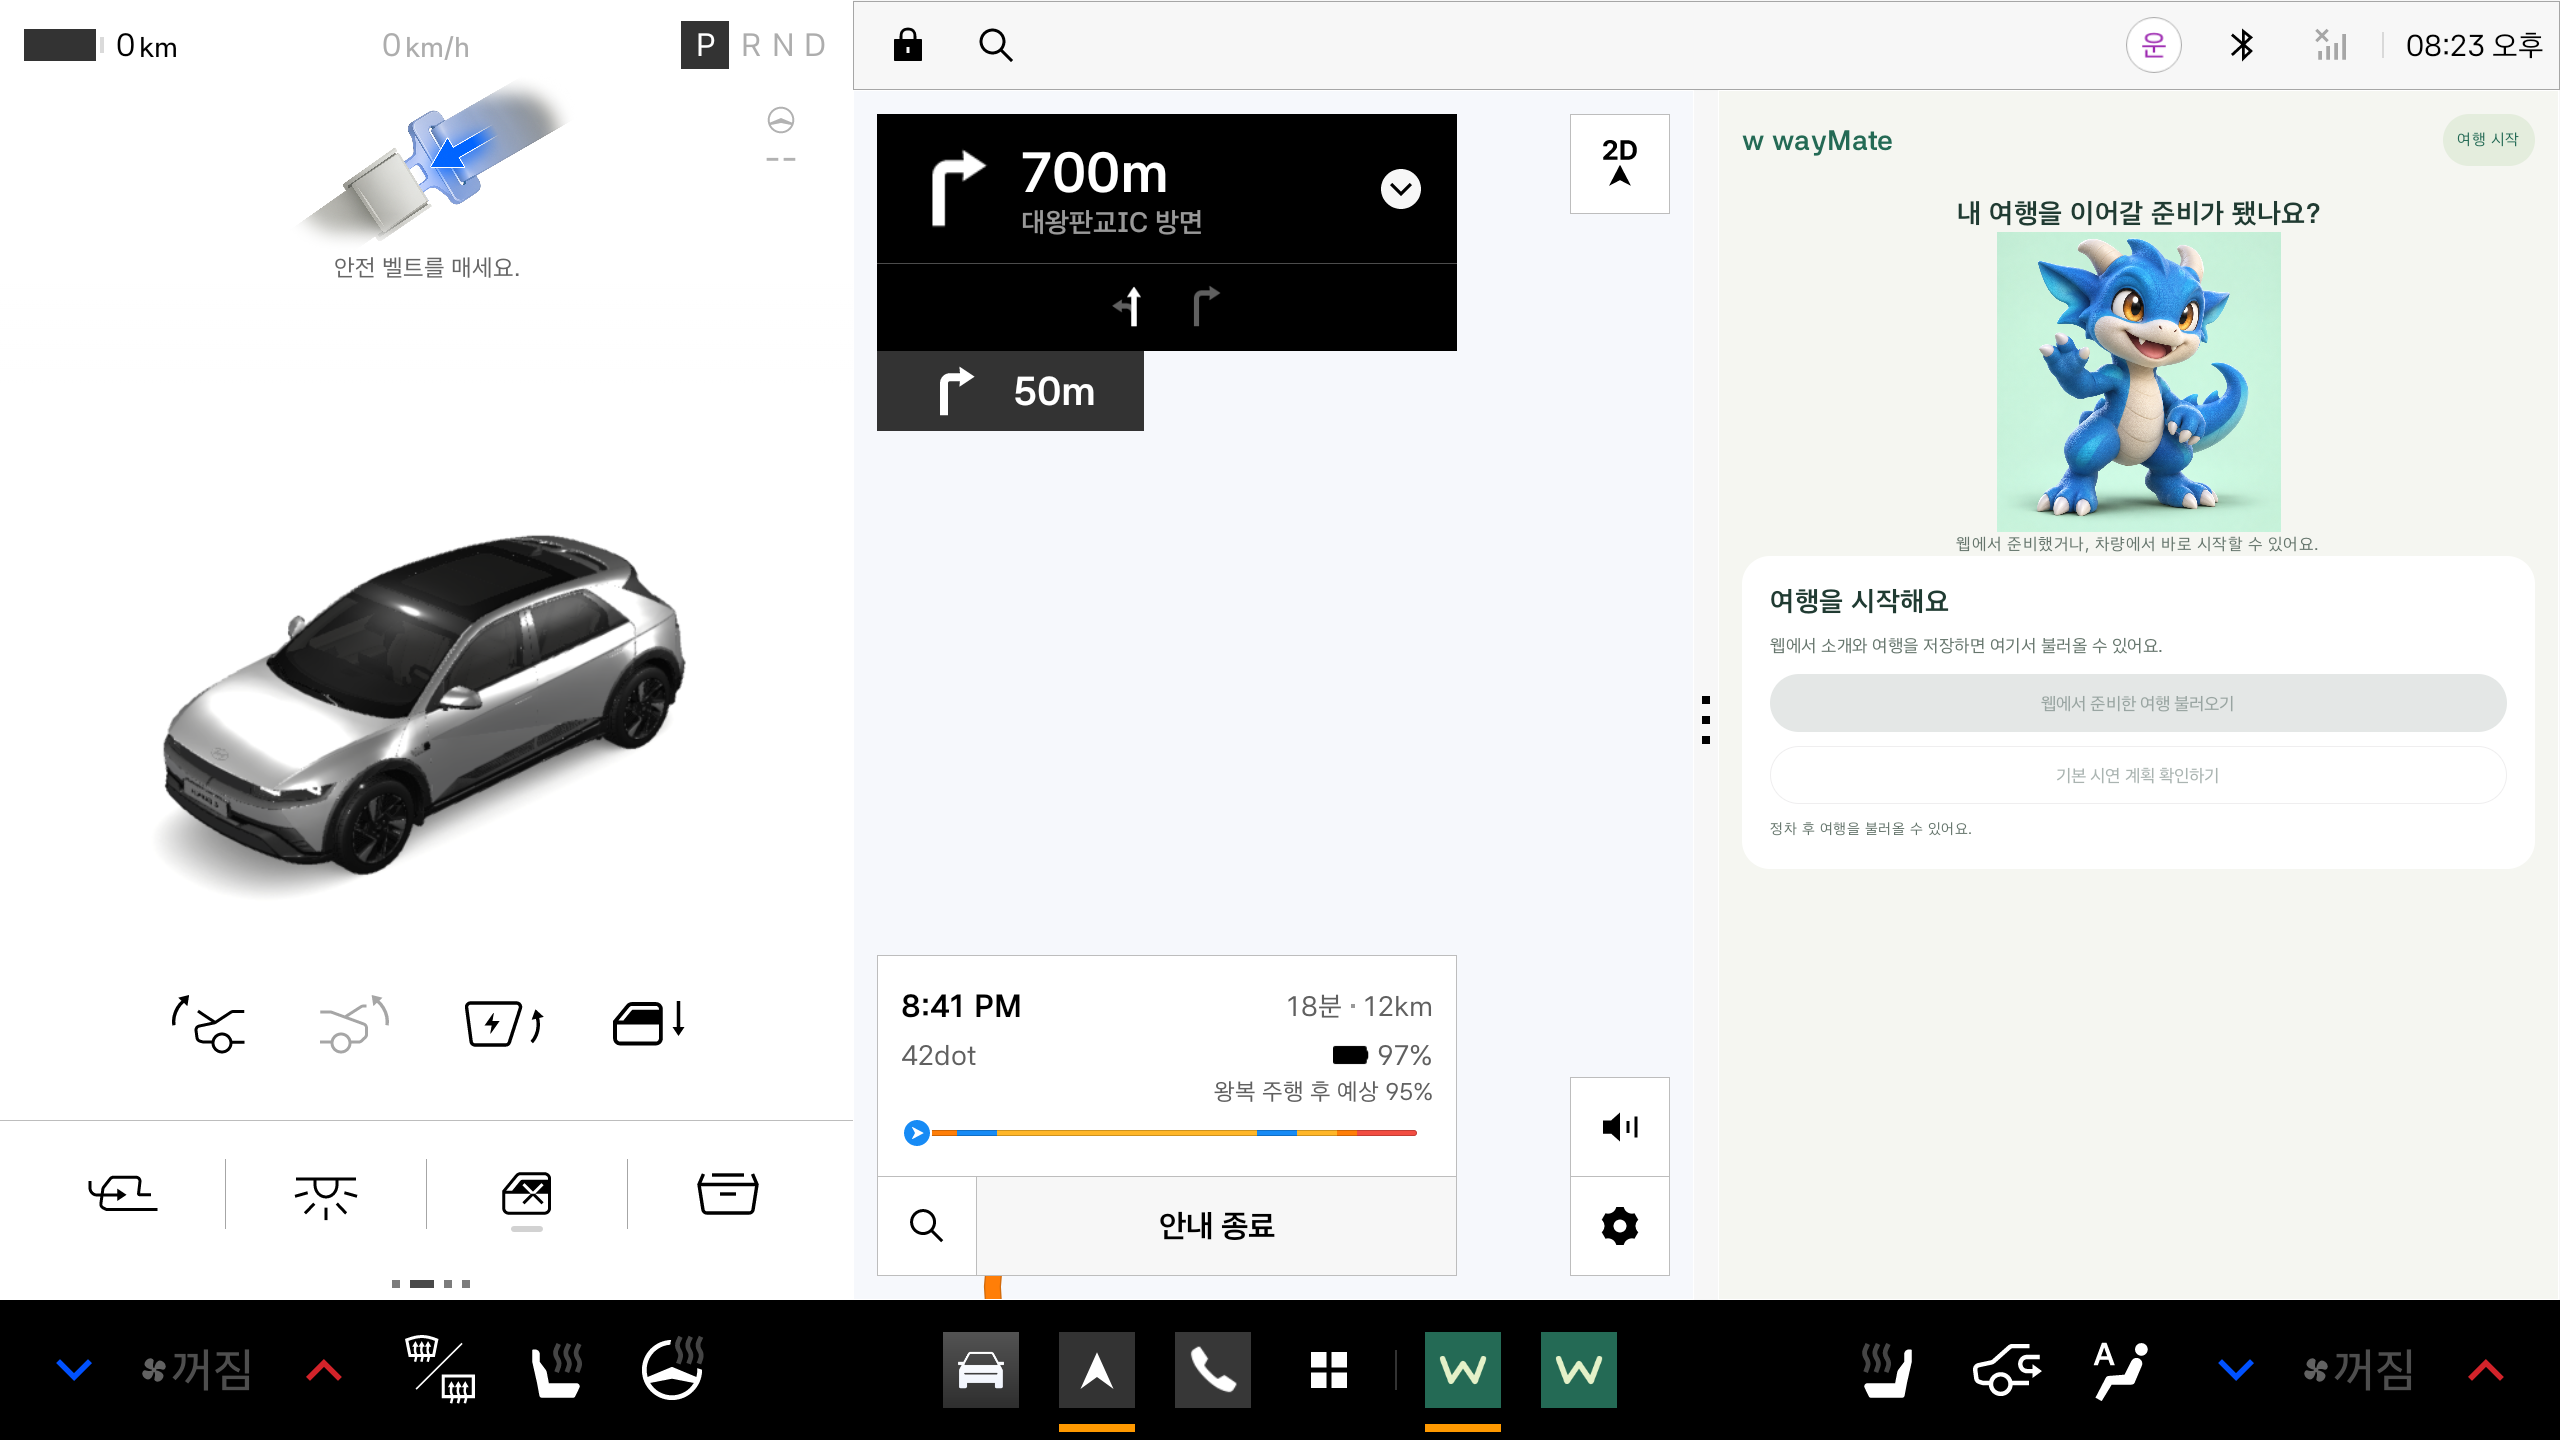 0 km
0 km/h
P R N D
안전 벨트를 매세요.
운
08:23 오후
700m
대왕판교IC 방면
50m
2D
8:41 PM
18분 · 12km
42dot
97%
왕복 주행 후 예상 95%
안내 종료
w wayMate
여행 시작
내 여행을 이어갈 준비가 됐나요?
웹에서 준비했거나, 차량에서 바로 시작할 수 있어요.
여행을 시작해요
웹에서 소개와 여행을 저장하면 여기서 불러올 수 있어요.
웹에서 준비한 여행 불러오기
기본 시연 계획 확인하기
정차 후 여행을 불러올 수 있어요.
꺼짐
A
꺼짐